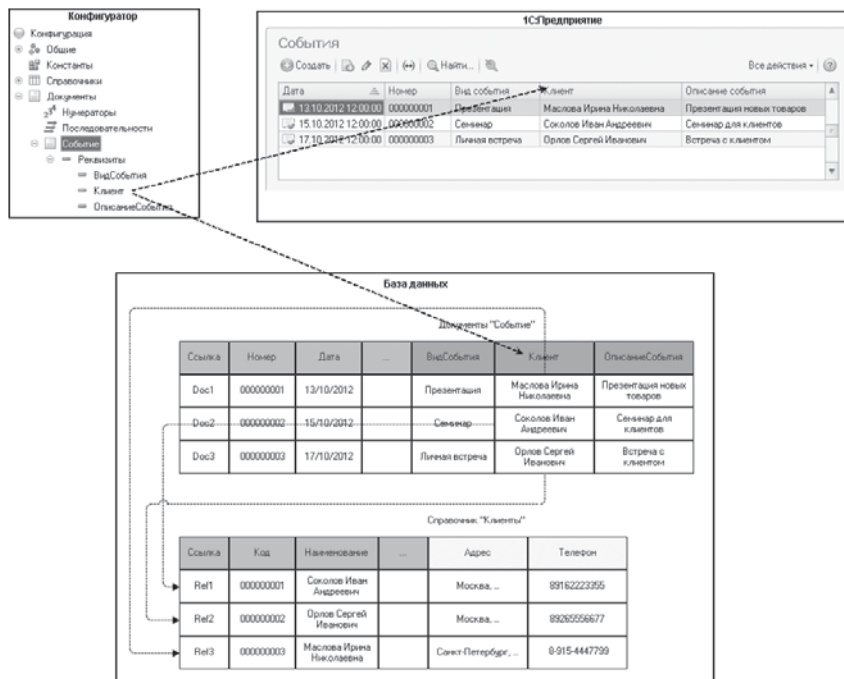 Конфигуратор
Конфигурация
Общие
Константы
Справочники
Документы
Нумераторы
Последовательности
Событие
Реквизиты
ВидСобытия
Клиент
ОписаниеСобытия
1С:Предприятие
События
Создать Найти... Все действия
Дата Номер Вид события Клиент Описание события
13.10.2012 12:00:00 000000001 Презентация Маслова Ирина Николаевна Презентация новых товаров
15.10.2012 12:00:00 000000002 Семинар Соколов Иван Андреевич Семинар для клиентов
17.10.2012 12:00:00 000000003 Личная встреча Орлов Сергей Иванович Встреча с клиентом
База данных
Документы "Событие"
Ссылка Номер Дата ... ВидСобытия Клиент ОписаниеСобытия
Doc1 000000001 13/10/2012 Презентация Маслова Ирина Николаевна Презентация новых товаров
Doc2 000000002 15/10/2012 Семинар Соколов Иван Андреевич Семинар для клиентов
Doc3 000000003 17/10/2012 Личная встреча Орлов Сергей Иванович Встреча с клиентом
Справочник "Клиенты"
Ссылка Код Наименование ... Адрес Телефон
Ref1 000000001 Соколов Иван Андреевич Москва, ... 89162223355
Ref2 000000002 Орлов Сергей Иванович Москва, ... 89265556677
Ref3 000000003 Маслова Ирина Николаевна Санкт-Петербург, ... 8-915-4447799